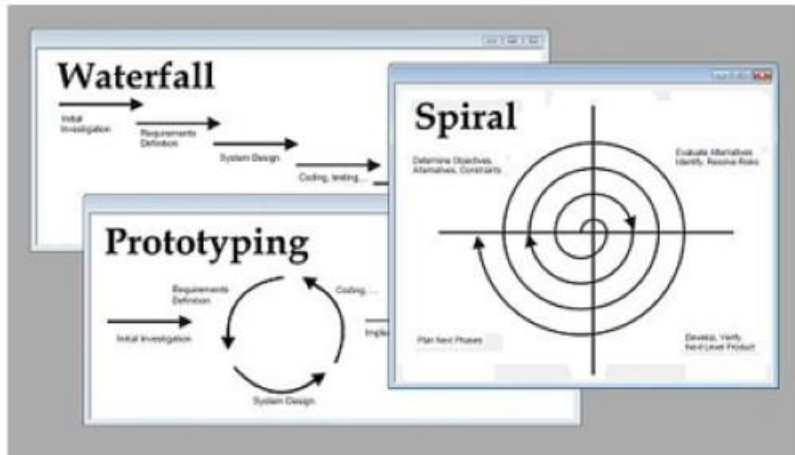 Waterfall
Initial
Investigation
Requirements
Definition
System Design
Coding, testing,...
Prototyping
Requirements
Definition
Coding, ...
Initial Investigation
System Design
Spiral
Determine Objectives,
Alternatives, Constraints
Evaluate Alternatives
Identify, Resolve Risks
Plan Next Phases
Develop, Verify
Next Level Product